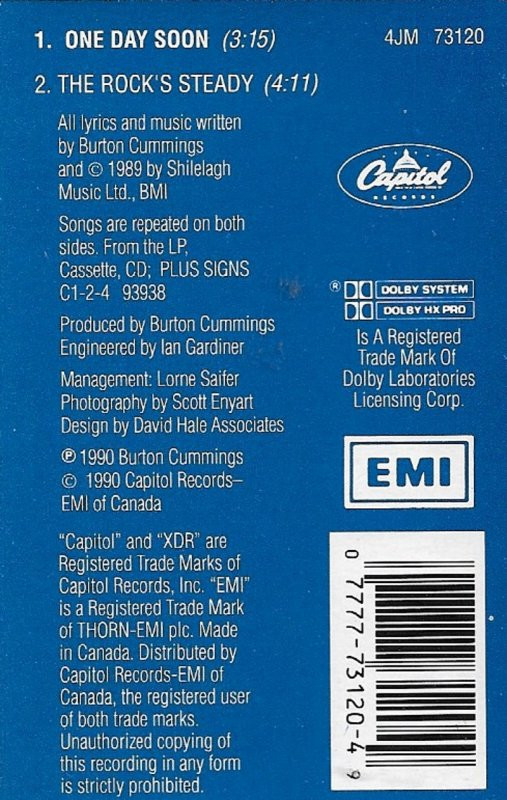 1. ONE DAY SOON (3:15)
4JM 73120
2. THE ROCK'S STEADY (4:11)
All lyrics and music written
by Burton Cummings
and © 1989 by Shilelagh
Music Ltd., BMI
Songs are repeated on both
sides. From the LP,
Cassette, CD; PLUS SIGNS
C1-2-4 93938
Produced by Burton Cummings
Engineered by Ian Gardiner
Management: Lorne Saifer
Photography by Scott Enyart
Design by David Hale Associates
℗ 1990 Burton Cummings
© 1990 Capitol Records–
EMI of Canada
"Capitol" and "XDR" are
Registered Trade Marks of
Capitol Records, Inc. "EMI"
is a Registered Trade Mark
of THORN-EMI plc. Made
in Canada. Distributed by
Capitol Records-EMI of
Canada, the registered user
of both trade marks.
Unauthorized copying of
this recording in any form
is strictly prohibited.
Capitol
RECORDS
® DOLBY SYSTEM
DOLBY HX PRO
Is A Registered
Trade Mark Of
Dolby Laboratories
Licensing Corp.
EMI
0 77777-73120-4 9